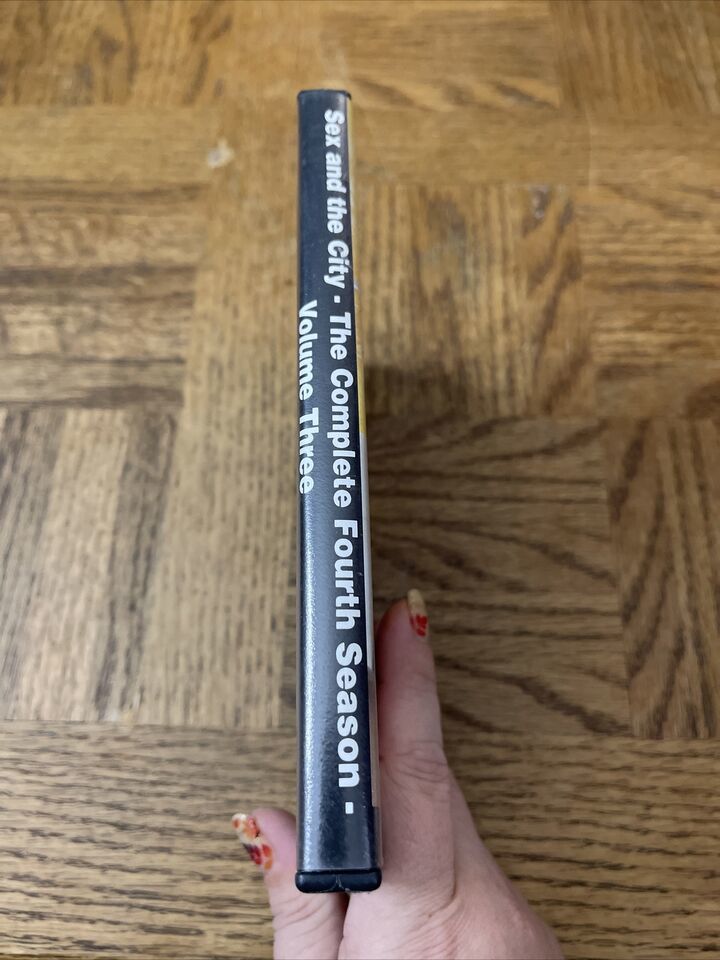 Sex and the City - The Complete Fourth Season -
Volume Three